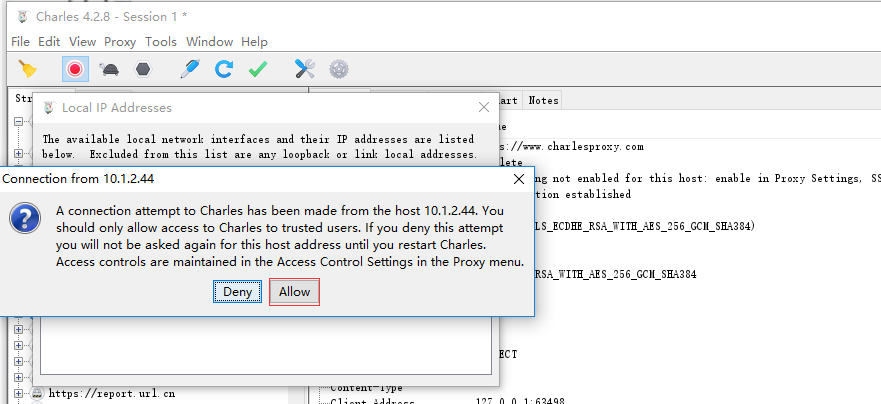 Charles 4.2.8 - Session 1 *
File Edit View Proxy Tools Window Help
Notes
Local IP Addresses
The available local network interfaces and their IP addresses are listed
below. Excluded from this list are any loopback or link local addresses.
s://www.charlesproxy.com
lete
Connection from 10.1.2.44
ng not enabled for this host: enable in Proxy Settings, SS
tion established
A connection attempt to Charles has been made from the host 10.1.2.44. You
should only allow access to Charles to trusted users. If you deny this attempt
you will not be asked again for this host address until you restart Charles.
Access controls are maintained in the Access Control Settings in the Proxy menu.
LS_ECDHE_RSA_WITH_AES_256_GCM_SHA384)
RSA_WITH_AES_256_GCM_SHA384
Deny Allow
ECT
Content-Type
https://report.url.cn
Client Address 127.0.0.1:63498